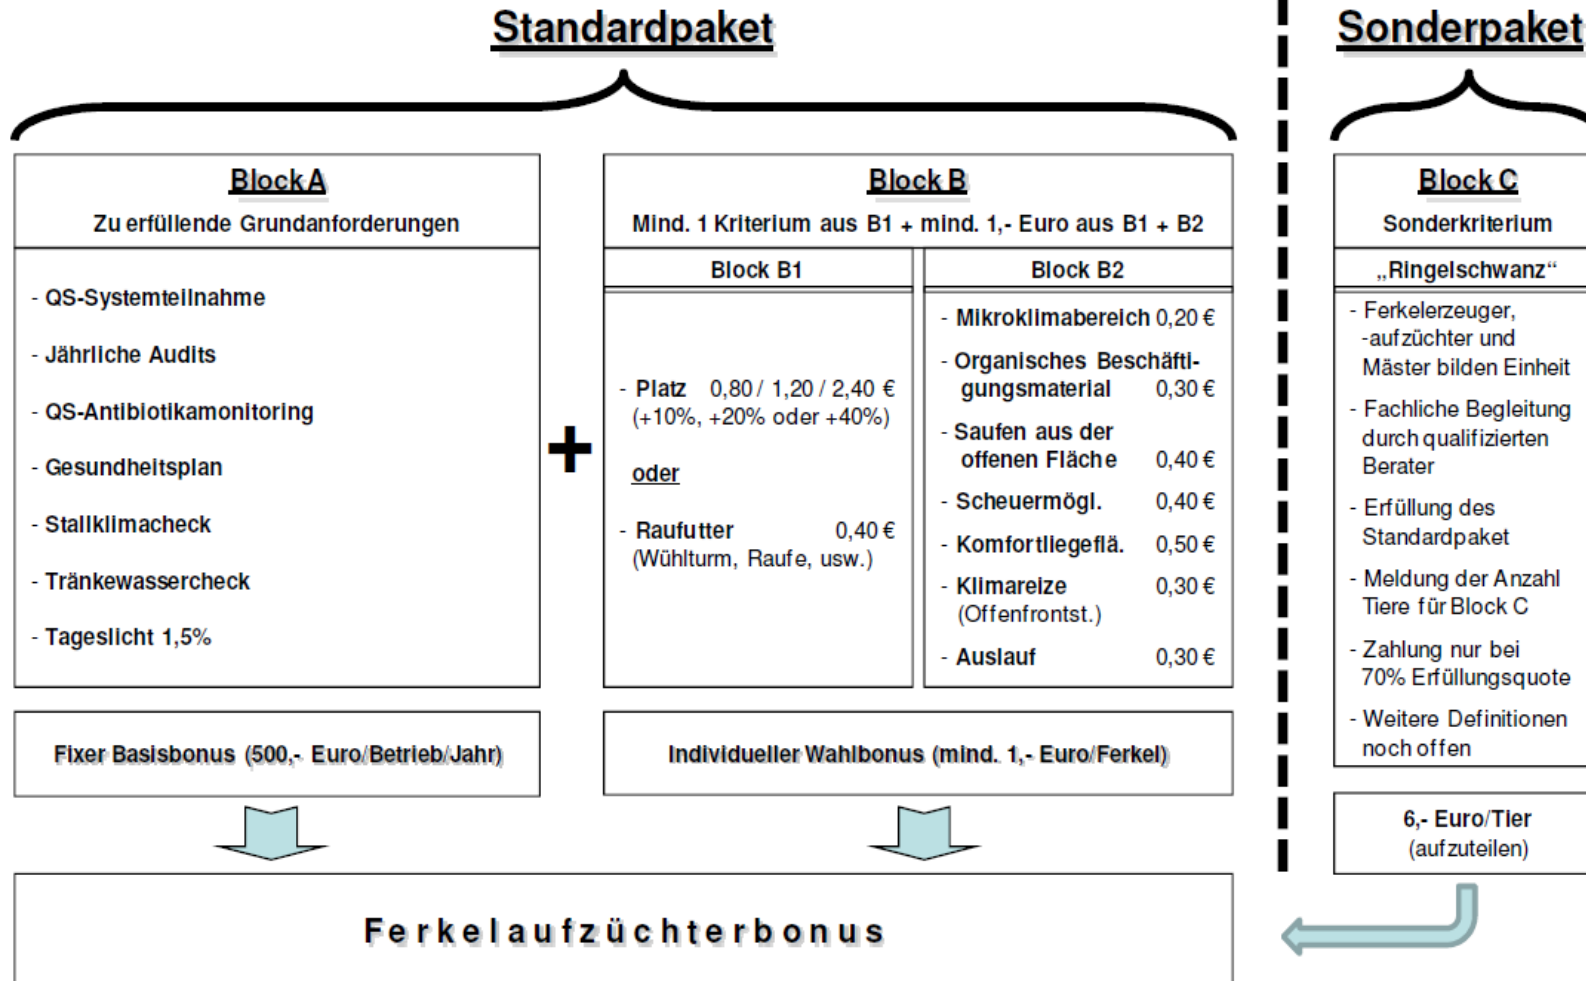 Standardpaket
Sonderpaket
Block A
Zu erfüllende Grundanforderungen
- QS-Systemteilnahme
- Jährliche Audits
- QS-Antibiotikamonitoring
- Gesundheitsplan
- Stallklimacheck
- Tränkewassercheck
- Tageslicht 1,5%
Fixer Basisbonus (500,- Euro/Betrieb/Jahr)
+
Block B
Mind. 1 Kriterium aus B1 + mind. 1,- Euro aus B1 + B2
Block B1
- Platz 0,80 / 1,20 / 2,40 €
(+10%, +20% oder +40%)
oder
- Raufutter 0,40 €
(Wühlturm, Raufe, usw.)
Block B2
- Mikroklimabereich 0,20 €
- Organisches Beschäfti-
gungsmaterial 0,30 €
- Saufen aus der
offenen Fläche 0,40 €
- Scheuermögl. 0,40 €
- Komfortliegeflä. 0,50 €
- Klimareize 0,30 €
(Offenfrontst.)
- Auslauf 0,30 €
Individueller Wahlbonus (mind. 1,- Euro/Ferkel)
Block C
Sonderkriterium
„Ringelschwanz“
- Ferkelerzeuger,
-aufzüchter und
Mäster bilden Einheit
- Fachliche Begleitung
durch qualifizierten
Berater
- Erfüllung des
Standardpaket
- Meldung der Anzahl
Tiere für Block C
- Zahlung nur bei
70% Erfüllungsquote
- Weitere Definitionen
noch offen
6,- Euro/Tier
(aufzuteilen)
Ferkelaufzüchterbonus